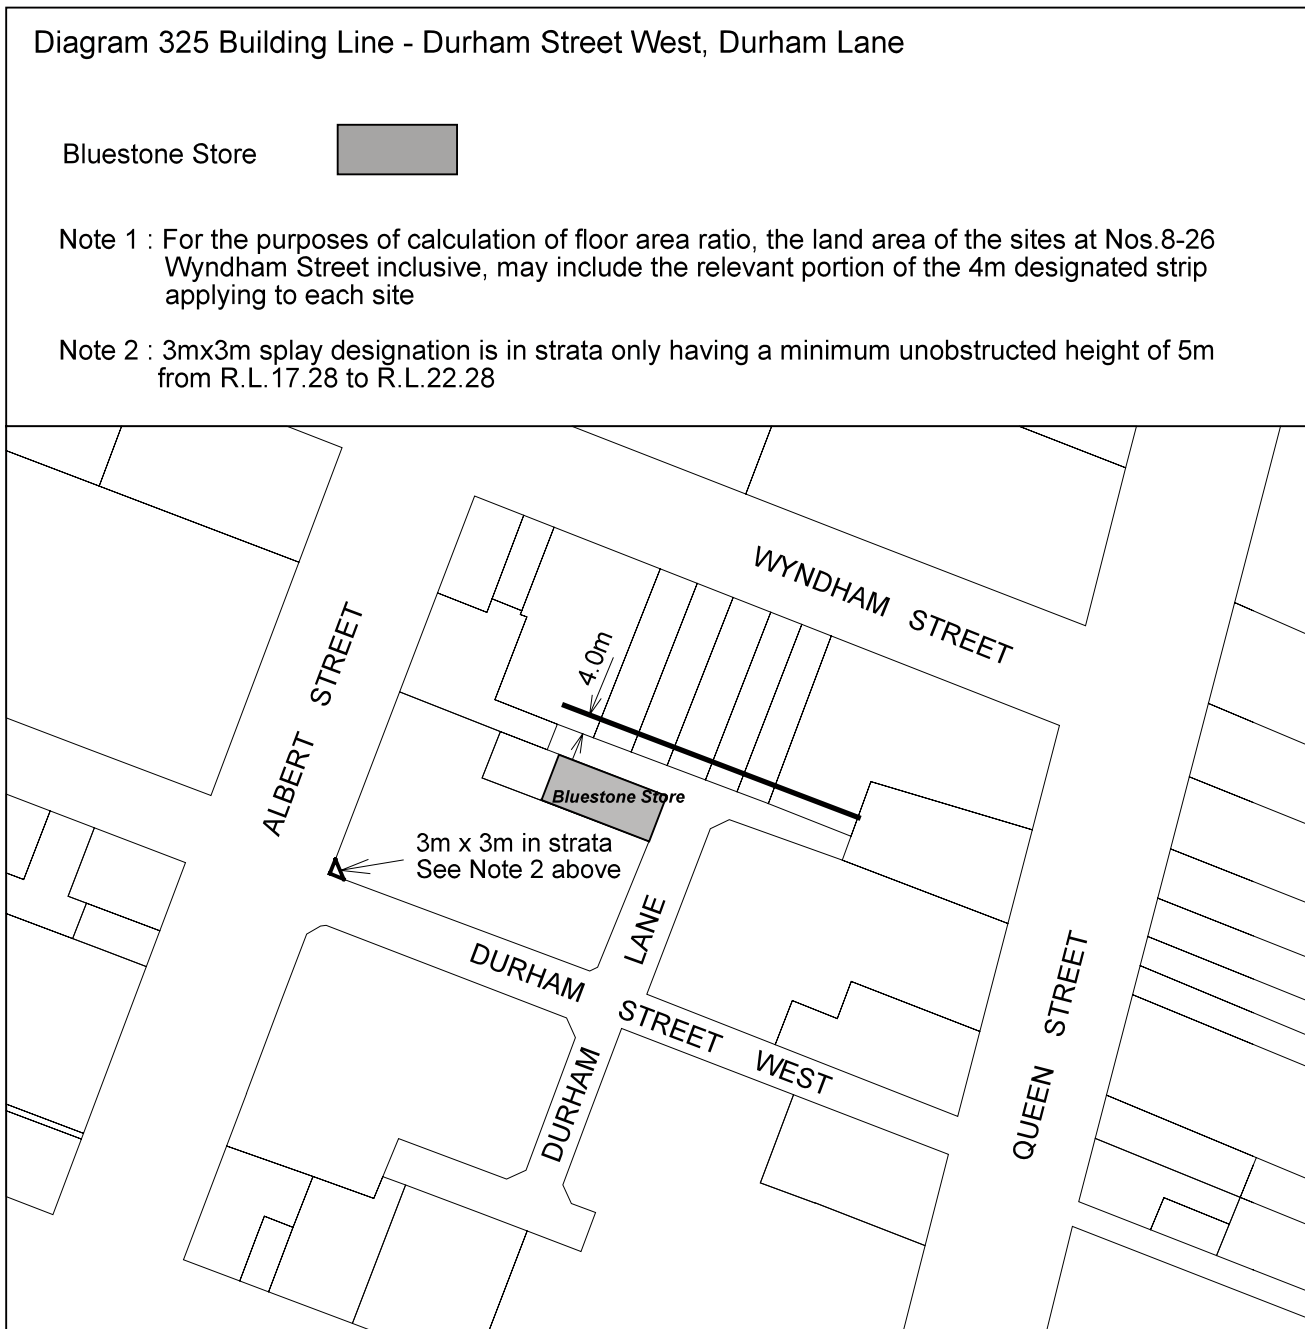 Diagram 325 Building Line - Durham Street West, Durham Lane
Bluestone Store
Note 1 : For the purposes of calculation of floor area ratio, the land area of the sites at Nos.8-26
Wyndham Street inclusive, may include the relevant portion of the 4m designated strip
applying to each site
Note 2 : 3mx3m splay designation is in strata only having a minimum unobstructed height of 5m
from R.L.17.28 to R.L.22.28
WYNDHAM STREET
ALBERT STREET
4.0m
Bluestone Store
3m x 3m in strata
See Note 2 above
DURHAM LANE
DURHAM STREET WEST
QUEEN STREET